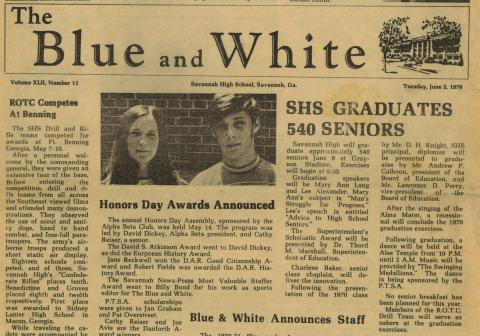 The
Blue and White
Volume XLII, Number 11
Savannah High School, Savannah, Ga.
Tuesday, June 2, 1970
ROTC Competes
At Benning
The SHS Drill and Ri-
fle teams competed for
awards at Ft. Benning
Georgia, May 7-10.
After a personal wel-
come by the commanding
general, they were given an
extensive tour of the base.
Before entering the
competition, drill and ri-
fle teams from all across
the Southeast viewed films
and attended many demon-
strations. They observed
the use of scout and sent-
ry dogs, hand to hand
combat, and free-fall para-
troopers. The army's air-
borne troops produced a
short static air display.
Eighteen schools com-
peted, and of those, Sa-
vannah High's "Confede-
rate Rifles" places tenth.
Benedictine and Groves
placed eighth and twelfth
respectively. First place
was awarded to Sidney
Lanier High School in
Macon, Georgia.
While traveling the ca-
dets were accompanied by
Honors Day Awards Announced
The annual Honors Day Assembly, sponsored by the
Alpha Beta Club, was held May 14. The program was
led by David Dickey, Alpha Beta president, and Cathy
Reiser, a senior.
The David S. Atkinson Award went to David Dickey,
as did the European History Award.
Jane Rockwell won the D.A.R. Good Citizenship A-
ward and Robert Fields was awarded the D.A.R. His-
tory Award.
The Savannah News-Press Most Valuable Staffer
Award went to Billy Bond for his work as sports
editor for The Blue and White.
P.T.S.A. scholarships
were given to Jan Graham
and Pat Overstreet.
Cathy Reiser and Joe
Avis are the Danforth A-
ward winners.
SHS GRADUATES
540 SENIORS
Savannah High will gra-
duate approximately 540
seniors June 9 at Gray-
son Stadium. Exercises
will begin at 6:30.
Graduation speakers
will be Mary Ann Lang
and Lee Alexander. Mary
Ann's subject is "Man's
Struggle for Progress."
Lee's speech is entitled
"Advice to High School
Seniors."
The Superintendent's
Scholastic Award will be
presented by Dr. Thord
M. Marshall, Superinten-
dent of Education.
Charlene Baker, senior
class chaplain, will de-
liver the innovation.
Following the presenta-
tion of the 1970 class
by Mr. D. H. Knight, SHS
principal, diplomas will
be presented to gradu-
ates by Mr. Andrew P.
Calhoun, president of the
Board of Education, and
Mr. Lawrence D. Perry
vice-president of the
Board of Education.
After the singing of
the Alma Mater, a recess-
ional will conclude the 1970
graduation exercises.
Following graduation, a
dance will be held at the
Alee Temple from 10 P.M.
until 2 A.M. Music will be
provided by "The Swinging
Medallions." The dance
is being sponsored by the
P.T.S.A.
No senior breakfast has
been planned for this year.
Members of the R.O.T.C.
Drill Team will serve as
ushers at the graduation
exercises.
Blue & White Announces Staff